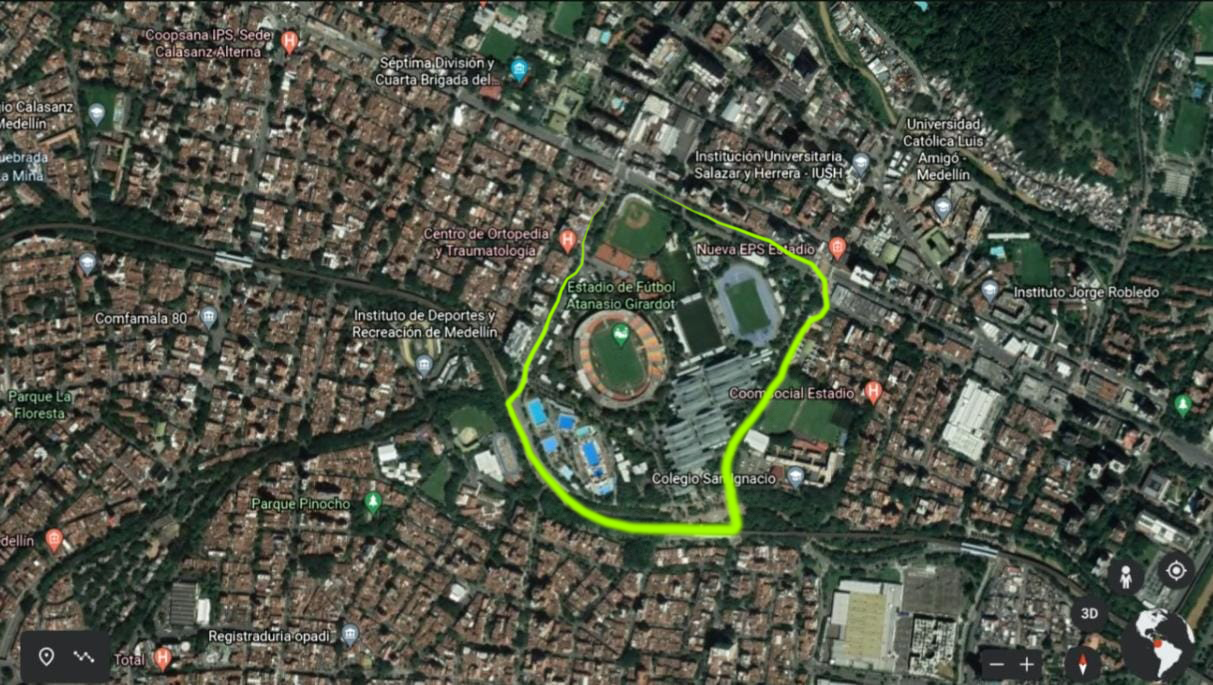 Coopsana IPS, Sede
Calasanz Alterna
Séptima División y
Cuarta Brigada del...
io Calasanz
Medellín
uebrada
a Mina
Universidad
Católica Luis
Amigó -
Medellín
Institución Universitaria
Salazar y Herrera - IUSH
Centro de Ortopedia
y Traumatología
Nueva EPS Estadio
Estadio de Fútbol
Atanasio Girardot
Instituto Jorge Robledo
Comfamala 80
Instituto de Deportes y
Recreación de Medellín
Parque La
Floresta
Coomsocial Estadio
Colegio San Ignacio
Parque Pinocho
dellín
Registraduria opadi
Total
3D